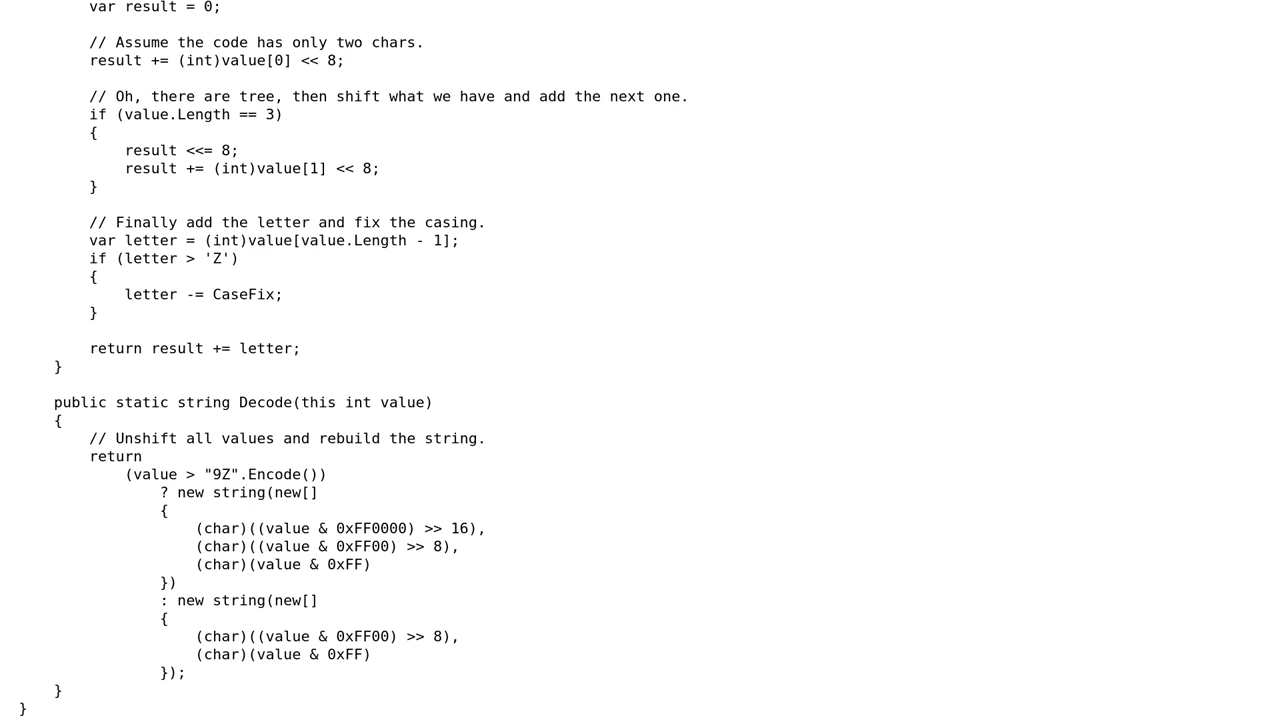 var result = 0;
// Assume the code has only two chars.
result += (int)value[0] << 8;
// Oh, there are tree, then shift what we have and add the next one.
if (value.Length == 3)
{
result <<= 8;
result += (int)value[1] << 8;
}
// Finally add the letter and fix the casing.
var letter = (int)value[value.Length - 1];
if (letter > 'Z')
{
letter -= CaseFix;
}
return result += letter;
}
public static string Decode(this int value)
{
// Unshift all values and rebuild the string.
return
(value > "9Z".Encode())
? new string(new[]
{
(char)((value & 0xFF0000) >> 16),
(char)((value & 0xFF00) >> 8),
(char)(value & 0xFF)
})
: new string(new[]
{
(char)((value & 0xFF00) >> 8),
(char)(value & 0xFF)
});
}
}